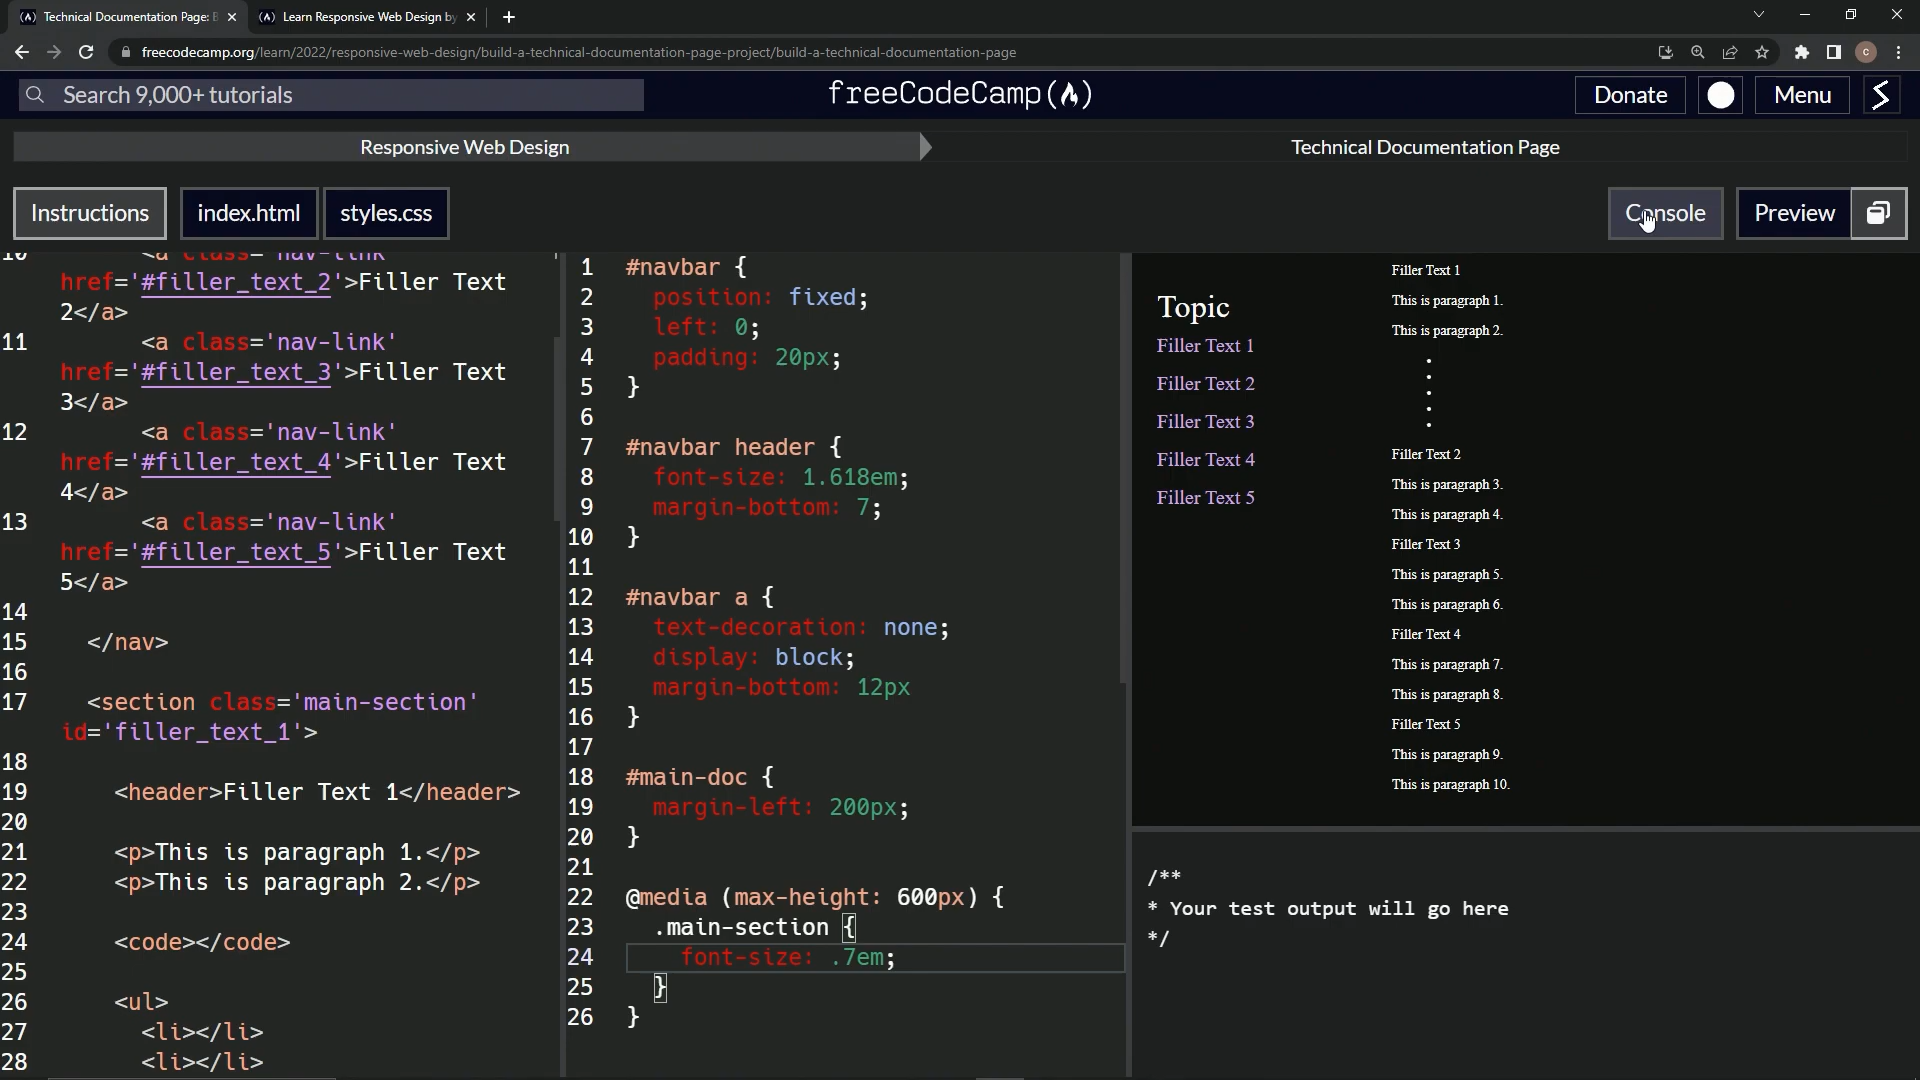 Technical Documentation Page: B
Learn Responsive Web Design by
freecodecamp.org/learn/2022/responsive-web-design/build-a-technical-documentation-page-project/build-a-technical-documentation-page
C
Search 9,000+ tutorials
freeCodeCamp
Donate
Menu
Responsive Web Design
Technical Documentation Page
Instructions
index.html
styles.css
Console
Preview
10 <a class='nav-link'
href='#filler_text_2'>Filler Text
2</a>
11 <a class='nav-link'
href='#filler_text_3'>Filler Text
3</a>
12 <a class='nav-link'
href='#filler_text_4'>Filler Text
4</a>
13 <a class='nav-link'
href='#filler_text_5'>Filler Text
5</a>
14
15 </nav>
16
17 <section class='main-section'
id='filler_text_1'>
18
19 <header>Filler Text 1</header>
20
21 <p>This is paragraph 1.</p>
22 <p>This is paragraph 2.</p>
23
24 <code></code>
25
26 <ul>
27 <li></li>
28 <li></li>
1 #navbar {
2 position: fixed;
3 left: 0;
4 padding: 20px;
5 }
6
7 #navbar header {
8 font-size: 1.618em;
9 margin-bottom: 7;
10 }
11
12 #navbar a {
13 text-decoration: none;
14 display: block;
15 margin-bottom: 12px
16 }
17
18 #main-doc {
19 margin-left: 200px;
20 }
21
22 @media (max-height: 600px) {
23 .main-section {
24 font-size: .7em;
25 }
26 }
Topic
Filler Text 1
Filler Text 2
Filler Text 3
Filler Text 4
Filler Text 5
Filler Text 1
This is paragraph 1.
This is paragraph 2.
Filler Text 2
This is paragraph 3.
This is paragraph 4.
Filler Text 3
This is paragraph 5.
This is paragraph 6.
Filler Text 4
This is paragraph 7.
This is paragraph 8.
Filler Text 5
This is paragraph 9.
This is paragraph 10.
/**
* Your test output will go here
*/